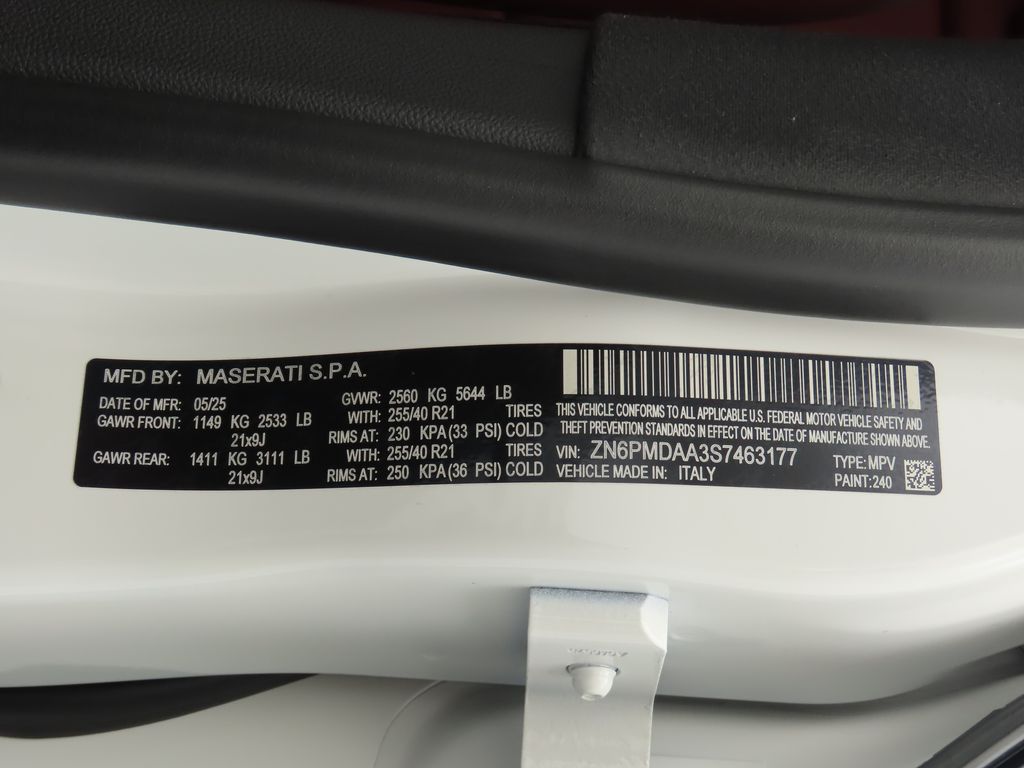 MFD BY: MASERATI S.P.A.
DATE OF MFR: 05/25 GVWR: 2560 KG 5644 LB
GAWR FRONT: 1149 KG 2533 LB WITH: 255/40 R21 TIRES
21x9J RIMS AT: 230 KPA(33 PSI) COLD
GAWR REAR: 1411 KG 3111 LB WITH: 255/40 R21 TIRES
21x9J RIMS AT: 250 KPA(36 PSI) COLD
THIS VEHICLE CONFORMS TO ALL APPLICABLE U.S. FEDERAL MOTOR VEHICLE SAFETY AND
THEFT PREVENTION STANDARDS IN EFFECT ON THE DATE OF MANUFACTURE SHOWN ABOVE.
VIN: ZN6PMDAA3S7463177 TYPE: MPV
VEHICLE MADE IN: ITALY PAINT: 240